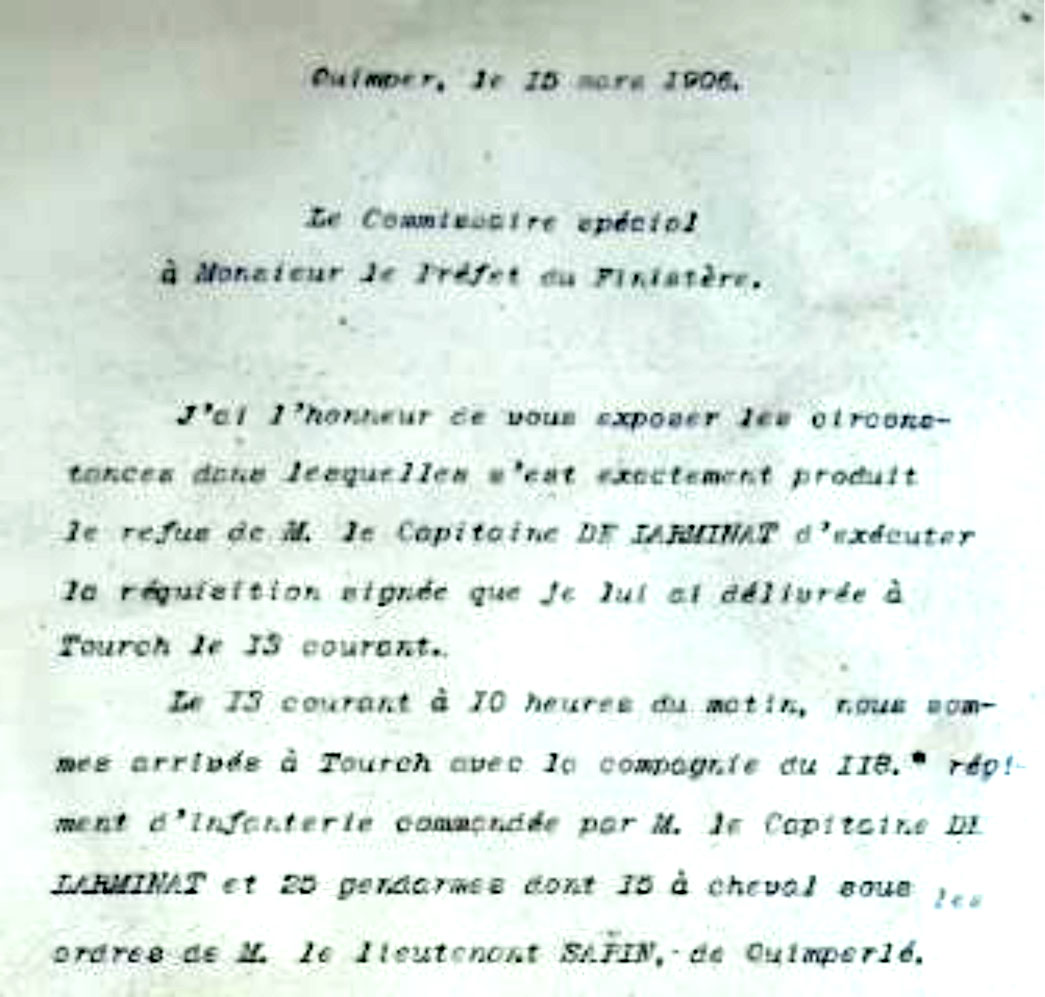 Quimper, le 15 mars 1906.
Le Commissaire spécial
à Monsieur le Préfet du Finistère.
J'ai l'honneur de vous exposer les circons-
tances dans lesquelles s'est exactement produit
le refus de M. le Capitaine DE LARMINAT d'exécuter
la réquisition signée que je lui ai délivrée à
Tourch le 13 courant.
Le 13 courant à 10 heures du matin, nous som-
mes arrivés à Tourch avec la compagnie du 118.e régi-
ment d'Infanterie commandée par M. le Capitaine DE
LARMINAT et 25 gendarmes dont 15 à cheval sous les
ordres de M. le lieutenant SAFIN, de Quimperlé.